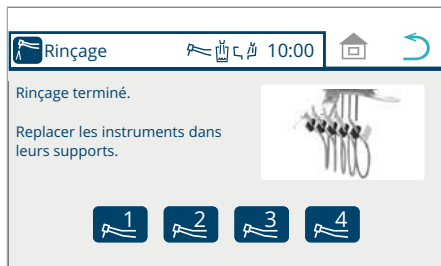 Rinçage 10:00
Rinçage terminé.
Replacer les instruments dans
leurs supports.
1 2 3 4